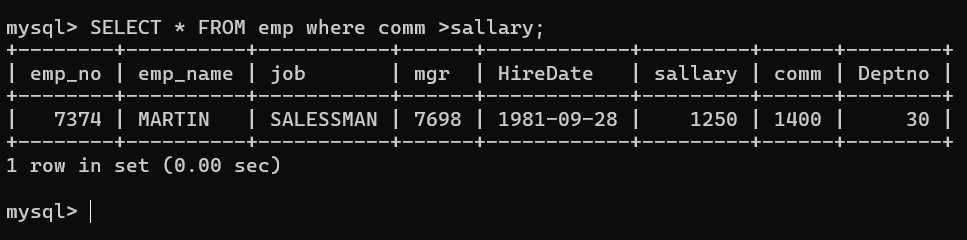 mysql> SELECT * FROM emp where comm >sallary;
+--------+----------+-----------+------+------------+---------+------+--------+
| emp_no | emp_name | job       | mgr  | HireDate   | sallary | comm | Deptno |
+--------+----------+-----------+------+------------+---------+------+--------+
|   7374 | MARTIN   | SALESSMAN | 7698 | 1981-09-28 |    1250 | 1400 |     30 |
+--------+----------+-----------+------+------------+---------+------+--------+
1 row in set (0.00 sec)
mysql>